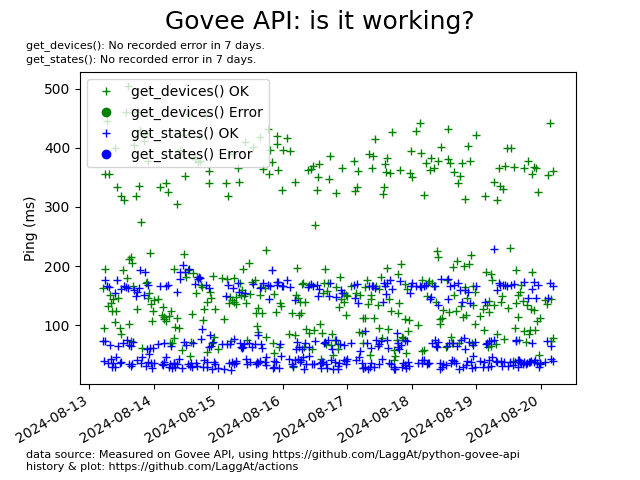 Govee API: is it working?
get_devices(): No recorded error in 7 days.
get_states(): No recorded error in 7 days.
get_devices() OK
get_devices() Error
get_states() OK
get_states() Error
Ping (ms)
500
400
300
200
100
2024-08-13
2024-08-14
2024-08-15
2024-08-16
2024-08-17
2024-08-18
2024-08-19
2024-08-20
data source: Measured on Govee API, using https://github.com/LaggAt/python-govee-api
history & plot: https://github.com/LaggAt/actions